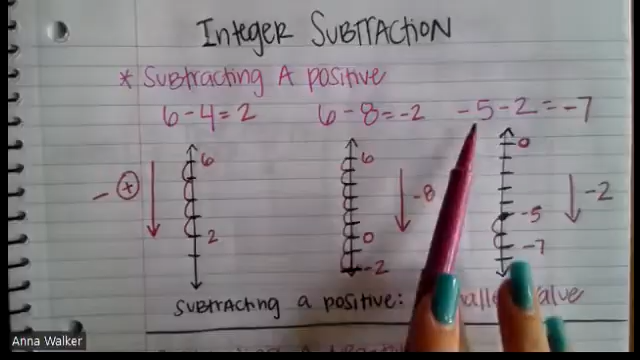 Integer Subtraction
* Subtracting A positive
6 - 4 = 2 6 - 8 = -2 -5 - 2 = -7
6 6 0
- + -8 -2
2 0 -5
-2 -7
Subtracting a positive: Value
Anna Walker